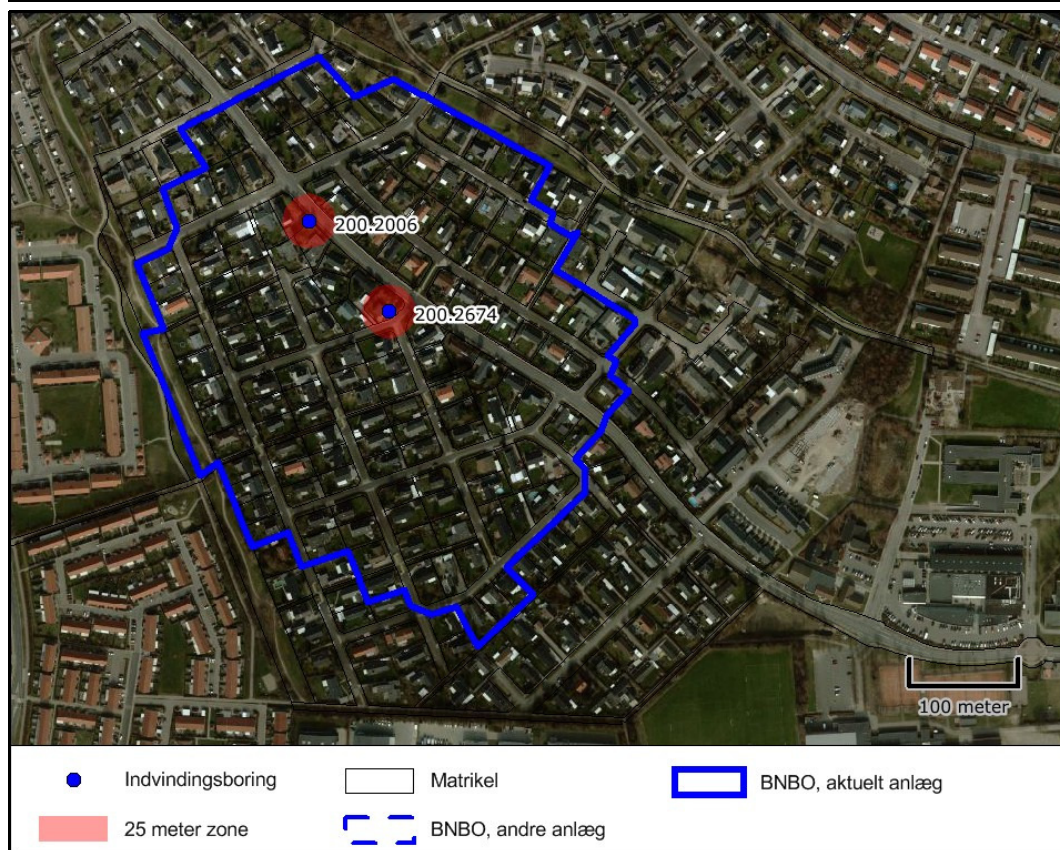 200.2006
200.2674
100 meter
Indvindingsboring
Matrikel
BNBO, aktuelt anlæg
25 meter zone
BNBO, andre anlæg